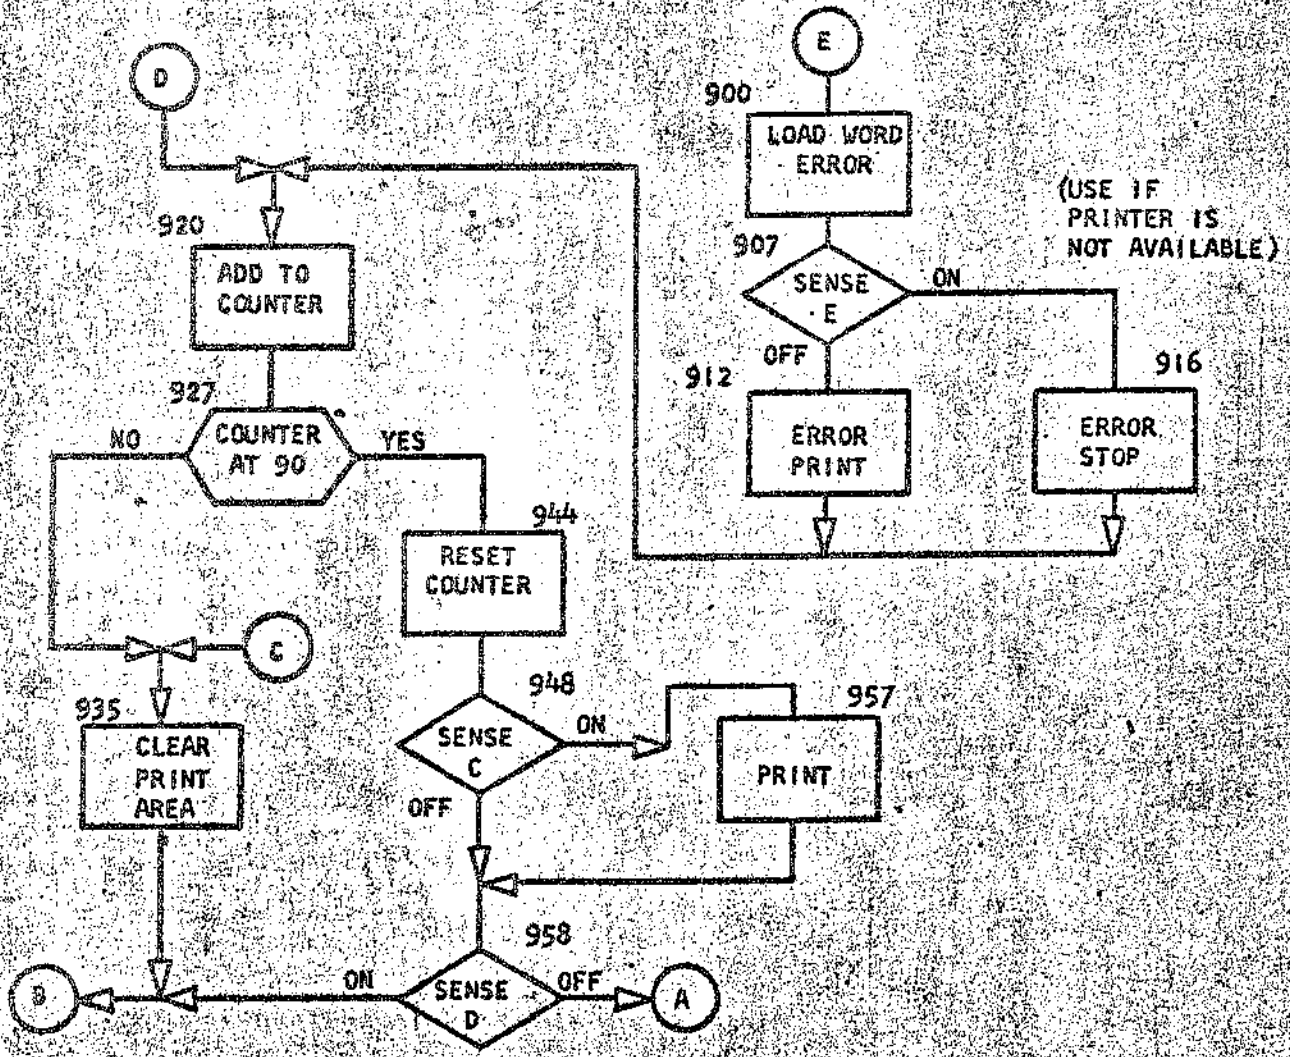 E
D
900
LOAD WORD
ERROR
(USE IF
PRINTER IS
NOT AVAILABLE)
920
907
ADD TO
COUNTER
SENSE
E
ON
OFF
912
916
927
NO
COUNTER
AT 90
YES
ERROR
PRINT
ERROR
STOP
944
RESET
COUNTER
C
935
948
957
CLEAR
PRINT
AREA
SENSE
C
ON
OFF
PRINT
958
B
ON
SENSE
D
OFF
A